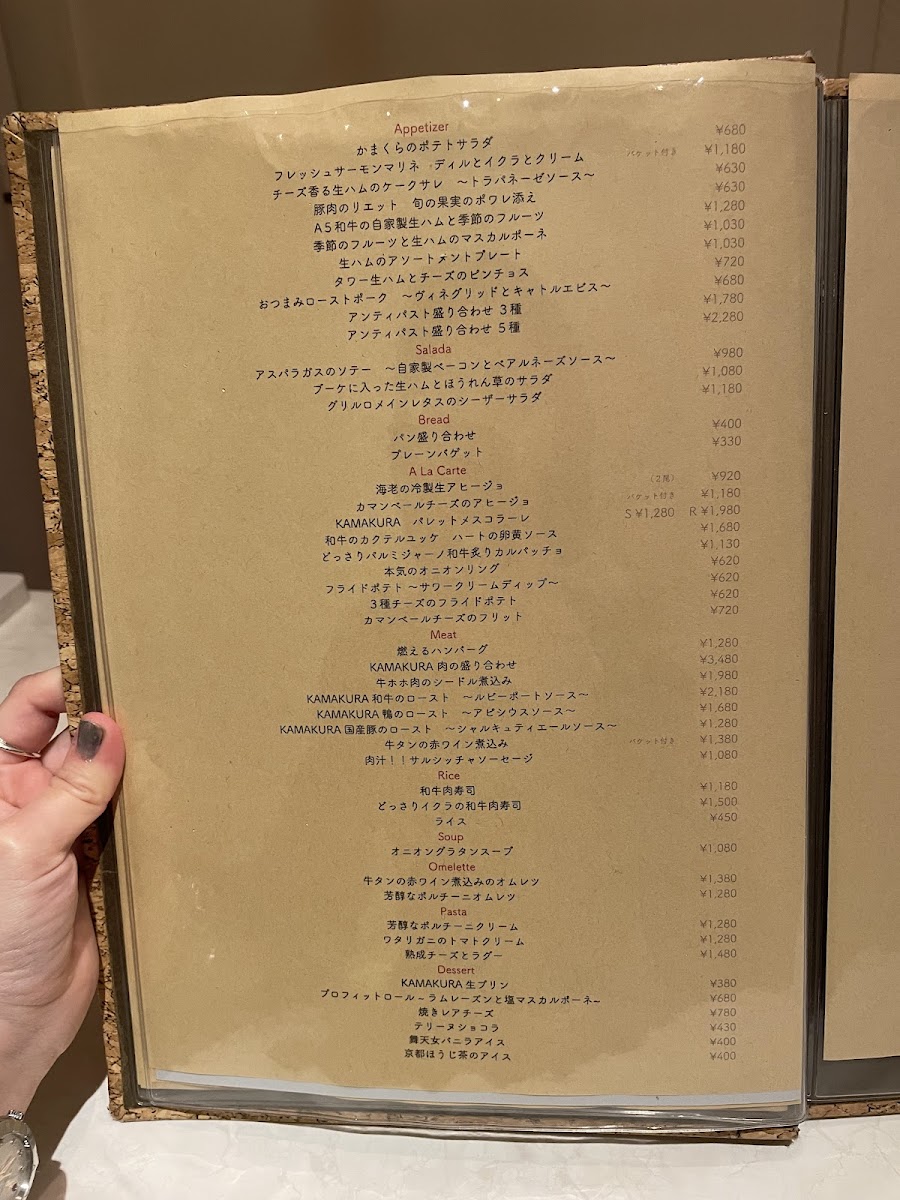 Appetizer
かまくらのポテトサラダ ¥680
フレッシュサーモンマリネ ディルとイクラとクリーム バケット付き ¥1,180
チーズ香る生ハムのケークサレ ～トラパネーゼソース～ ¥630
豚肉のリエット 旬の果実のポワレ添え ¥630
A5和牛の自家製生ハムと季節のフルーツ ¥1,280
季節のフルーツと生ハムのマスカルポーネ ¥1,030
生ハムのアソートメントプレート ¥1,030
タワー生ハムとチーズのピンチョス ¥720
おつまみローストポーク ～ヴィネグリッドとキャトルエピス～ ¥680
アンティパスト盛り合わせ 3種 ¥1,780
アンティパスト盛り合わせ 5種 ¥2,280
Salada
アスパラガスのソテー ～自家製ベーコンとベアルネーズソース～ ¥980
ブーケに入った生ハムとほうれん草のサラダ ¥1,080
グリルロメインレタスのシーザーサラダ ¥1,180
Bread
パン盛り合わせ ¥400
プレーンバゲット ¥330
A La Carte
海老の冷製生アヒージョ (2尾) ¥920
カマンベールチーズのアヒージョ バケット付き ¥1,180
KAMAKURA パレットメスコラーレ S ¥1,280 R ¥1,980
和牛のカクテルユッケ ハートの卵黄ソース ¥1,680
どっさりパルミジャーノ和牛炙りカルパッチョ ¥1,130
本気のオニオンリング ¥620
フライドポテト ～サワークリームディップ～ ¥620
3種チーズのフライドポテト ¥620
カマンベールチーズのフリット ¥720
Meat
燃えるハンバーグ ¥1,280
KAMAKURA 肉の盛り合わせ ¥3,480
牛ホホ肉のシードル煮込み ¥1,980
KAMAKURA 和牛のロースト ～ルビーポートソース～ ¥2,180
KAMAKURA 鴨のロースト ～アピシウスソース～ ¥1,680
KAMAKURA 国産豚のロースト ～シャルキュティエールソース～ ¥1,280
牛タンの赤ワイン煮込み バケット付き ¥1,380
肉汁！！サルシッチャソーセージ ¥1,080
Rice
和牛肉寿司 ¥1,180
どっさりイクラの和牛肉寿司 ¥1,500
ライス ¥450
Soup
オニオングラタンスープ ¥1,080
Omelette
牛タンの赤ワイン煮込みのオムレツ ¥1,380
芳醇なポルチーニオムレツ ¥1,280
Pasta
芳醇なポルチーニクリーム ¥1,280
ワタリガニのトマトクリーム ¥1,280
熟成チーズとラグー ¥1,480
Dessert
KAMAKURA 生プリン ¥380
プロフィットロール～ラムレーズンと塩マスカルポーネ～ ¥680
焼きレアチーズ ¥780
テリーヌショコラ ¥430
舞天女バニラアイス ¥400
京都ほうじ茶のアイス ¥400